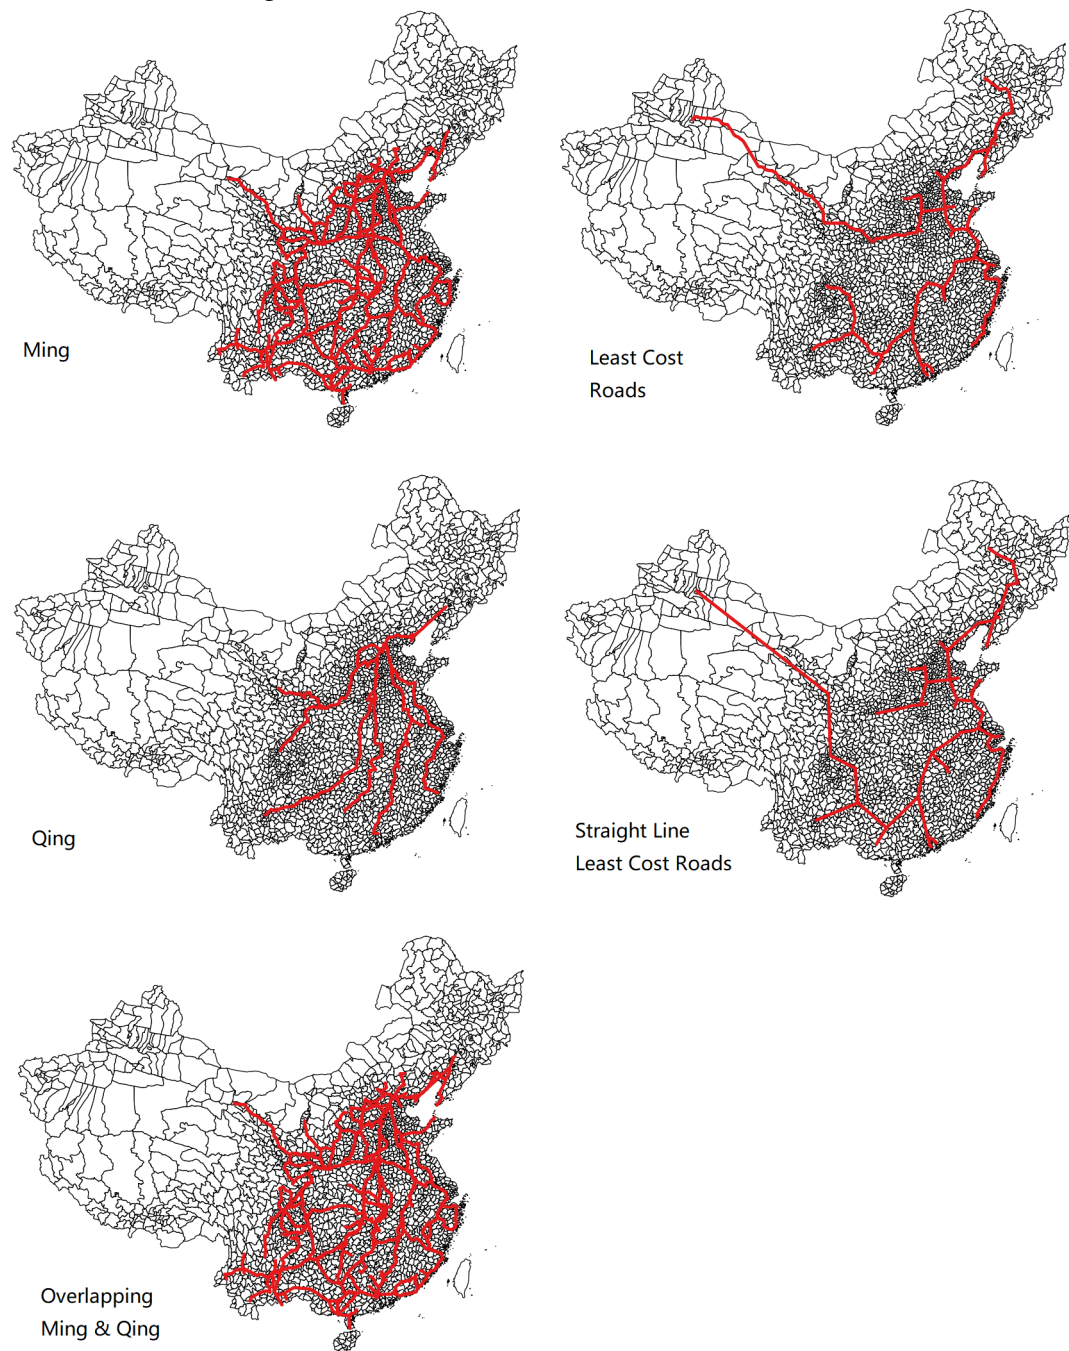 Ming
Least Cost
Roads
Qing
Straight Line
Least Cost Roads
Overlapping
Ming & Qing